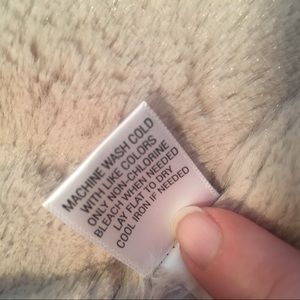 MACHINE WASH COLD
WITH LIKE COLORS
ONLY NON-CHLORINE
BLEACH WHEN NEEDED
LAY FLAT TO DRY
COOL IRON IF NEEDED